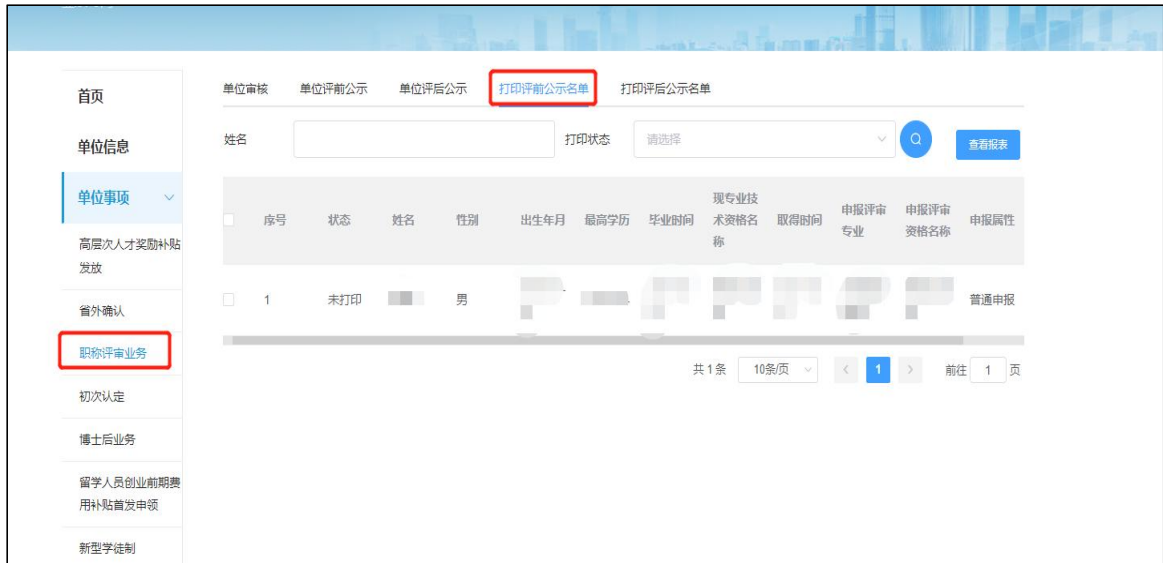 首页
单位信息
单位事项
高层次人才奖励补贴
发放
省外确认
职称评审业务
初次认定
博士后业务
留学人员创业前期费
用补贴首发申领
新型学徒制
单位审核 单位评前公示 单位评后公示 打印评前公示名单 打印评后公示名单
姓名 打印状态 请选择 查看报表
序号 状态 姓名 性别 出生年月 最高学历 毕业时间 现专业技
术资格名
称 取得时间 申报评审
专业 申报评审
资格名称 申报属性
1 未打印 男 普通申报
共1条 10条/页 < 1 > 前往 1 页